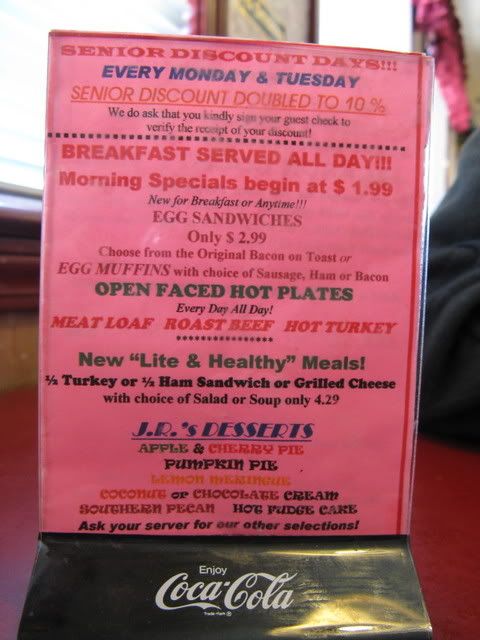 SENIOR DISCOUNT DAYS!!!
EVERY MONDAY & TUESDAY
SENIOR DISCOUNT DOUBLED TO 10 %
We do ask that you kindly sign your guest check to
verify the receipt of your discount!
BREAKFAST SERVED ALL DAY!!!
Morning Specials begin at $ 1.99
New for Breakfast or Anytime!!!
EGG SANDWICHES
Only $ 2.99
Choose from the Original Bacon on Toast or
EGG MUFFINS with choice of Sausage, Ham or Bacon
OPEN FACED HOT PLATES
Every Day All Day!
MEAT LOAF ROAST BEEF HOT TURKEY
********************
New "Lite & Healthy" Meals!
½ Turkey or ½ Ham Sandwich or Grilled Cheese
with choice of Salad or Soup only 4.29
J.R.'s DESSERTS
APPLE & CHERRY PIE
PUMPKIN PIE
LEMON MERINGUE
COCONUT or CHOCOLATE CREAM
SOUTHERN PECAN HOT FUDGE CAKE
Ask your server for our other selections!
Enjoy
Coca-Cola
Trade-mark ®